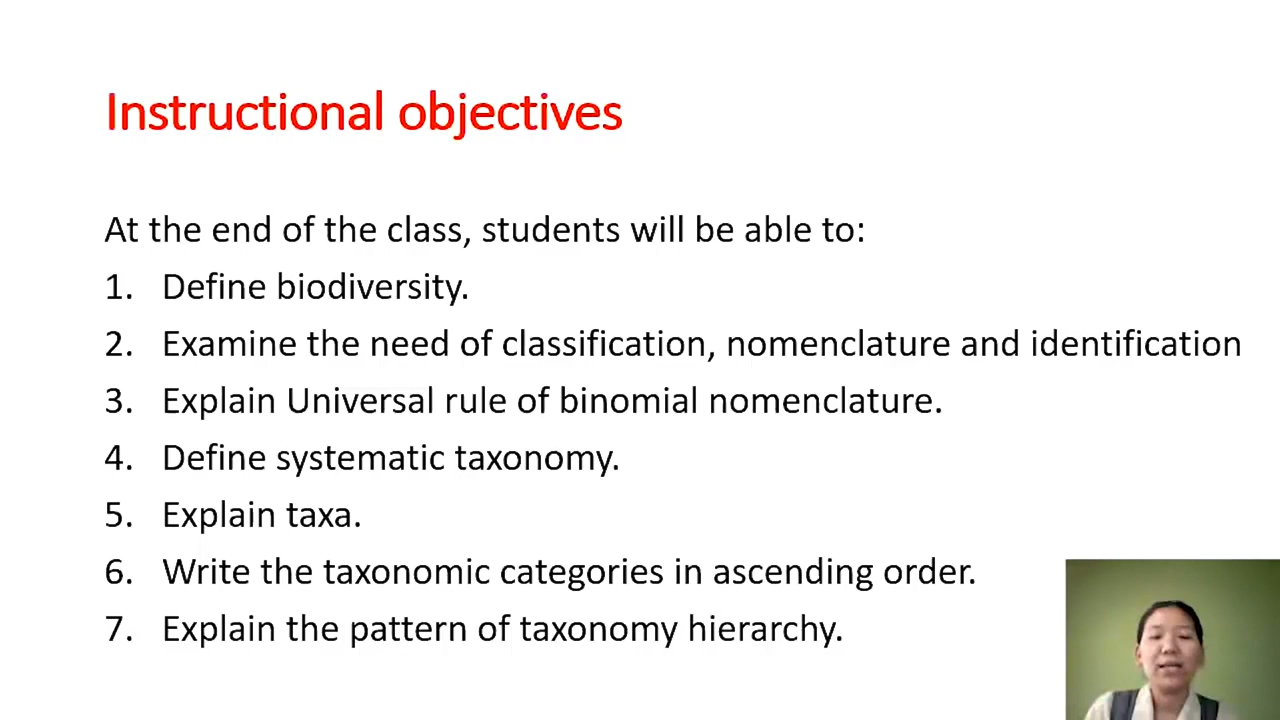 Instructional objectives
At the end of the class, students will be able to:
1. Define biodiversity.
2. Examine the need of classification, nomenclature and identification
3. Explain Universal rule of binomial nomenclature.
4. Define systematic taxonomy.
5. Explain taxa.
6. Write the taxonomic categories in ascending order.
7. Explain the pattern of taxonomy hierarchy.